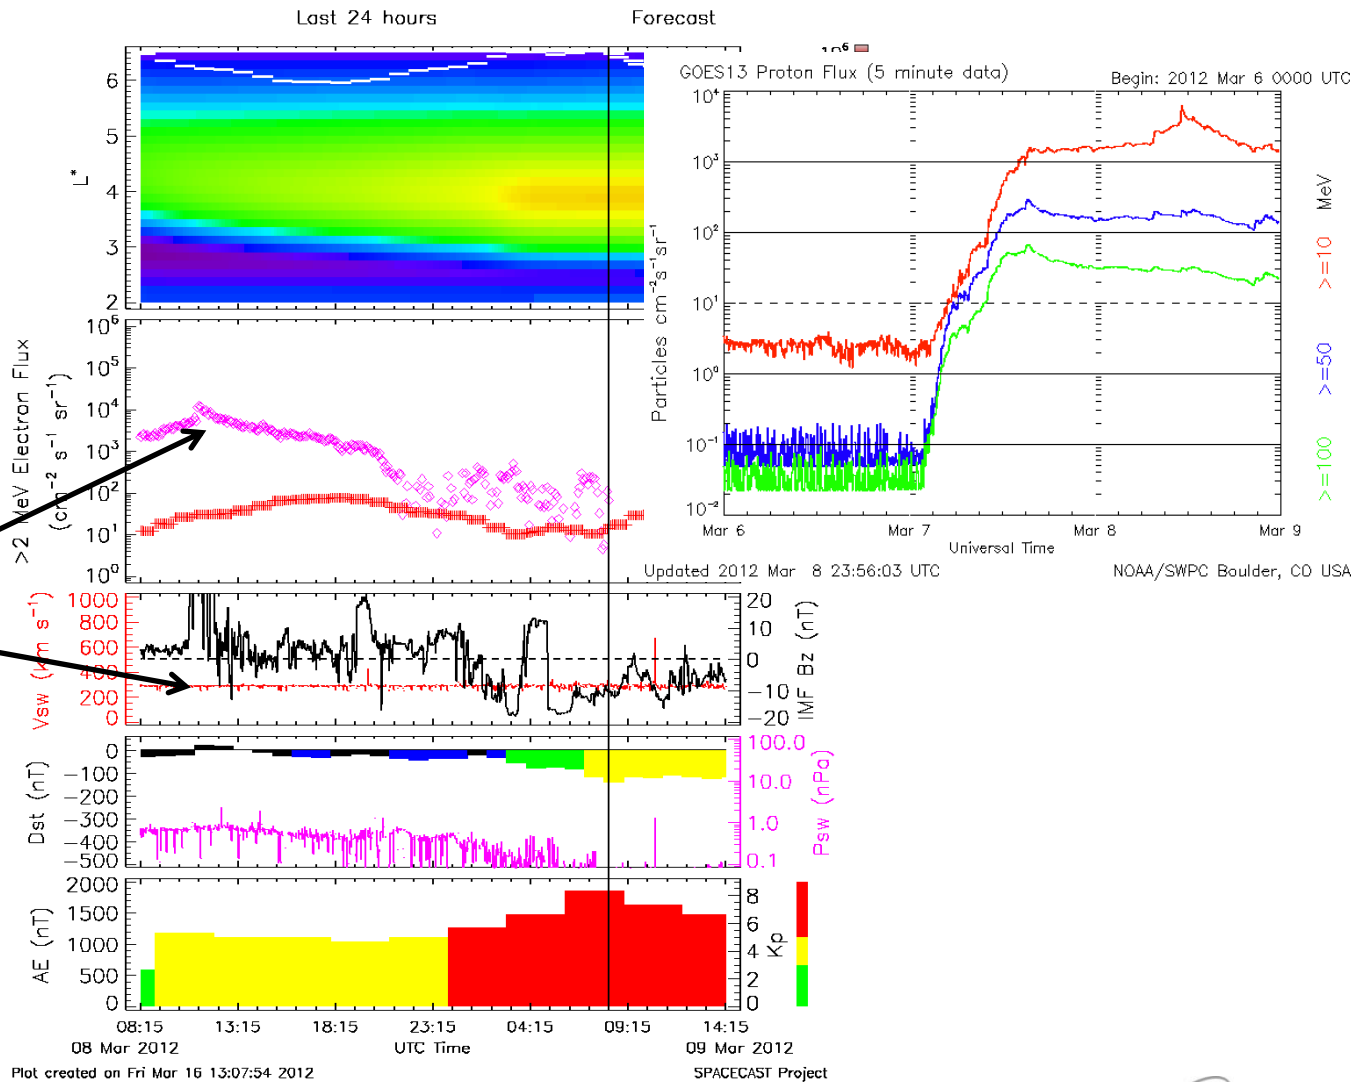 Last 24 hours Forecast
6
5
4
3
2
L*
10⁶
GOES13 Proton Flux (5 minute data) Begin: 2012 Mar 6 0000 UTC
10⁴
10³
10²
10¹
10⁰
10⁻¹
10⁻²
Particles cm⁻²s⁻¹sr⁻¹
Mar 6 Mar 7 Mar 8 Mar 9
Universal Time
Updated 2012 Mar 8 23:56:03 UTC NOAA/SWPC Boulder, CO USA
>=100 >=50 >=10 MeV
10⁶
10⁵
10⁴
10³
10²
10¹
10⁰
>2 MeV Electron Flux
(cm⁻² s⁻¹ sr⁻¹)
1000
800
600
400
200
0
Vsw (km s⁻¹)
20
10
0
−10
−20
IMF Bz (nT)
0
−100
−200
−300
−400
−500
Dst (nT)
100.0
10.0
1.0
0.1
Psw (nPa)
2000
1500
1000
500
0
AE (nT)
8
6
4
2
0
Kp
08:15 13:15 18:15 23:15 04:15 09:15 14:15
08 Mar 2012 UTC Time 09 Mar 2012
Plot created on Fri Mar 16 13:07:54 2012 SPACECAST Project